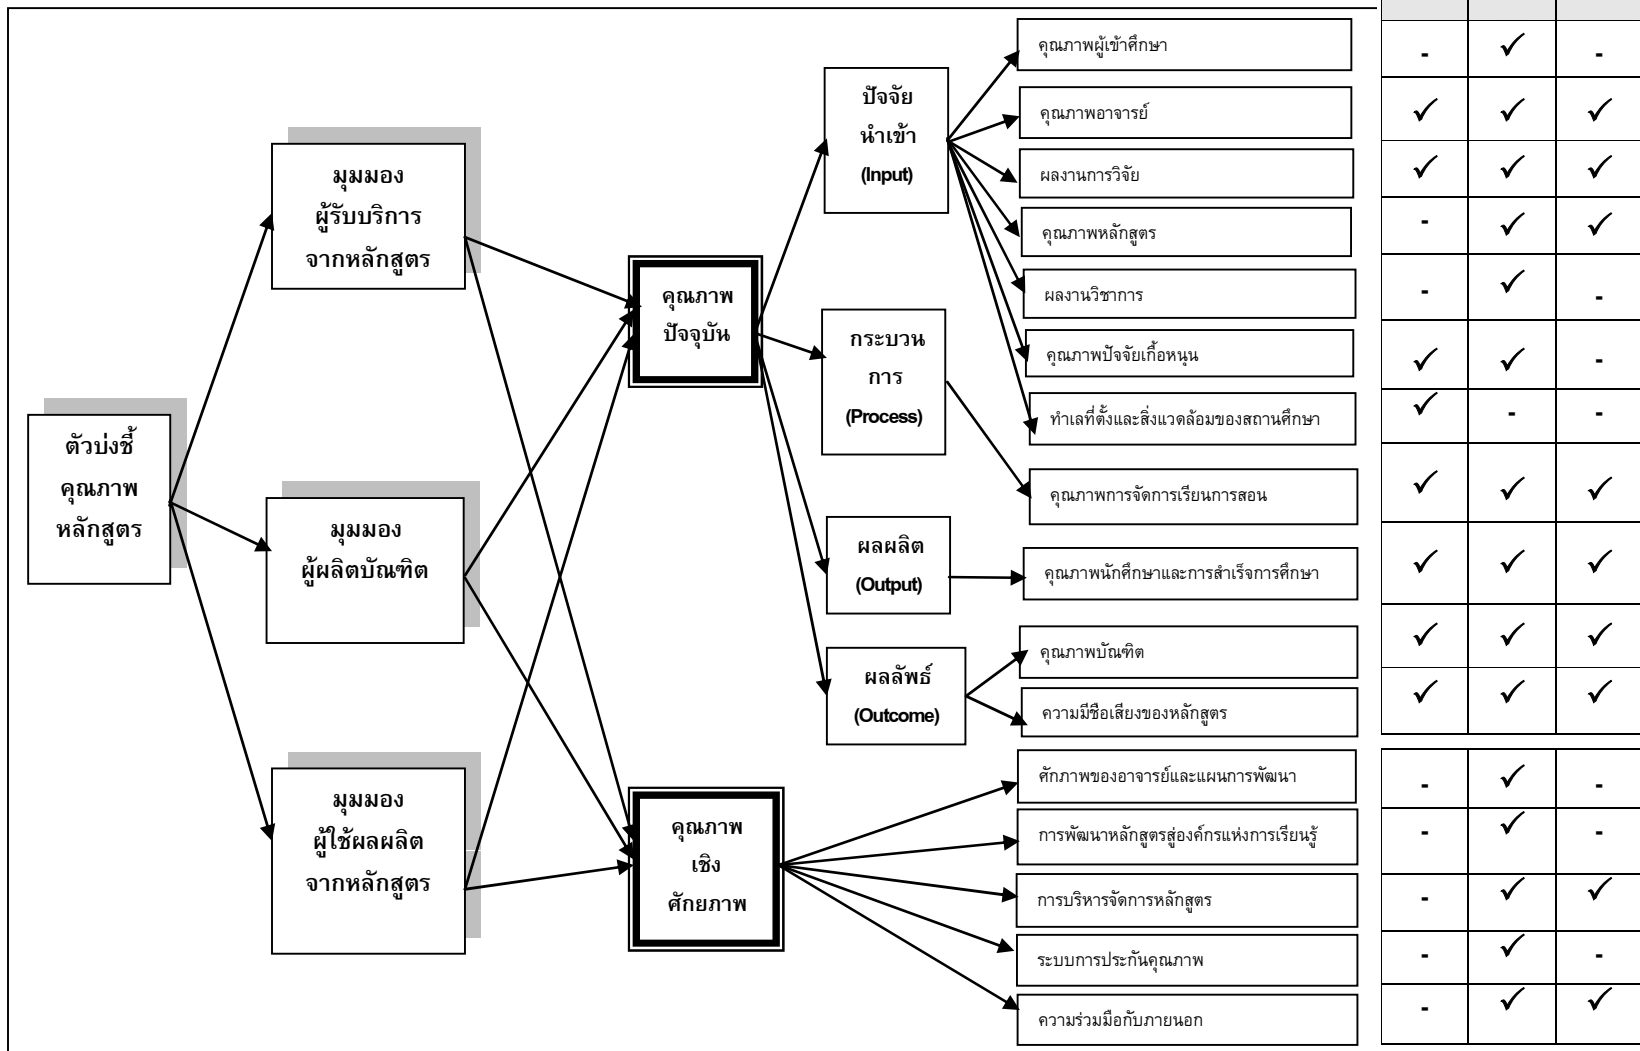 ตัวบ่งชี้
คุณภาพ
หลักสูตร
มุมมอง
ผู้รับบริการ
จากหลักสูตร
มุมมอง
ผู้ผลิตบัณฑิต
มุมมอง
ผู้ใช้ผลผลิต
จากหลักสูตร
คุณภาพ
ปัจจุบัน
คุณภาพ
เชิง
ศักยภาพ
ปัจจัย
นำเข้า
(Input)
กระบวน
การ
(Process)
ผลผลิต
(Output)
ผลลัพธ์
(Outcome)
คุณภาพผู้เข้าศึกษา
- ✓ -
คุณภาพอาจารย์
✓ ✓ ✓
ผลงานการวิจัย
✓ ✓ ✓
คุณภาพหลักสูตร
- ✓ ✓
ผลงานวิชาการ
- ✓ -
คุณภาพปัจจัยเกื้อหนุน
✓ ✓ -
ทำเลที่ตั้งและสิ่งแวดล้อมของสถานศึกษา
✓ - -
คุณภาพการจัดการเรียนการสอน
✓ ✓ ✓
คุณภาพนักศึกษาและการสำเร็จการศึกษา
✓ ✓ ✓
คุณภาพบัณฑิต
✓ ✓ ✓
ความมีชื่อเสียงของหลักสูตร
✓ ✓ ✓
ศักภาพของอาจารย์และแผนการพัฒนา
- ✓ -
การพัฒนาหลักสูตรสู่องค์กรแห่งการเรียนรู้
- ✓ -
การบริหารจัดการหลักสูตร
- ✓ ✓
ระบบการประกันคุณภาพ
- ✓ -
ความร่วมมือกับภายนอก
- ✓ ✓